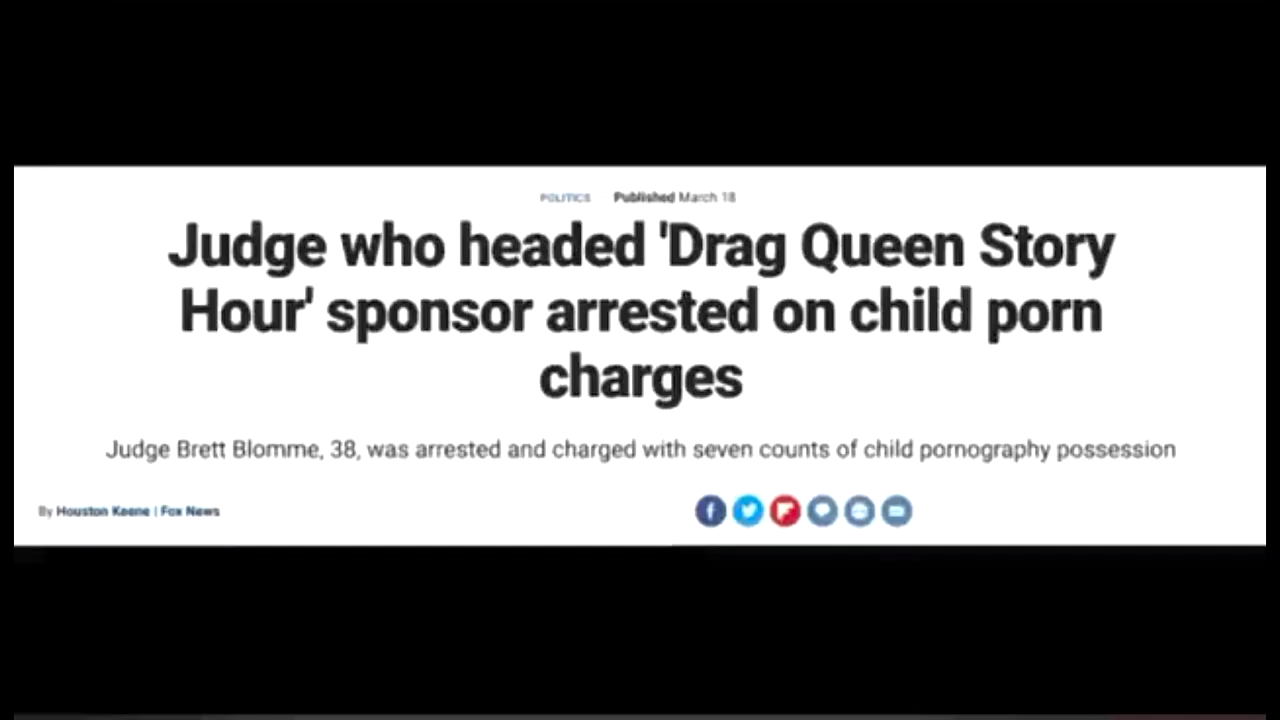 POLITICS Published March 18
Judge who headed 'Drag Queen Story
Hour' sponsor arrested on child porn
charges
Judge Brett Blomme, 38, was arrested and charged with seven counts of child pornography possession
By Houston Keene | Fox News